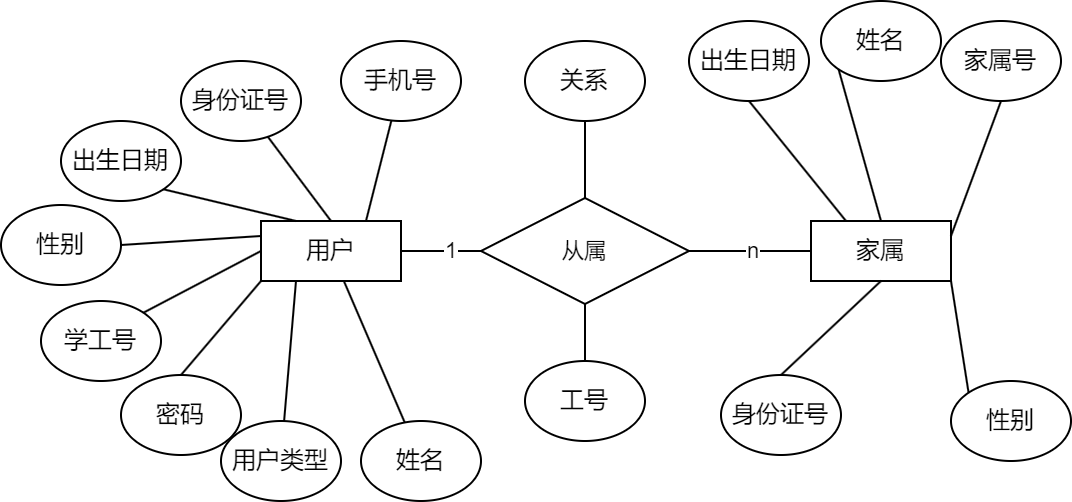 姓名
出生日期
家属号
手机号
关系
身份证号
出生日期
性别
用户
1
从属
n
家属
学工号
密码
工号
身份证号
性别
用户类型
姓名